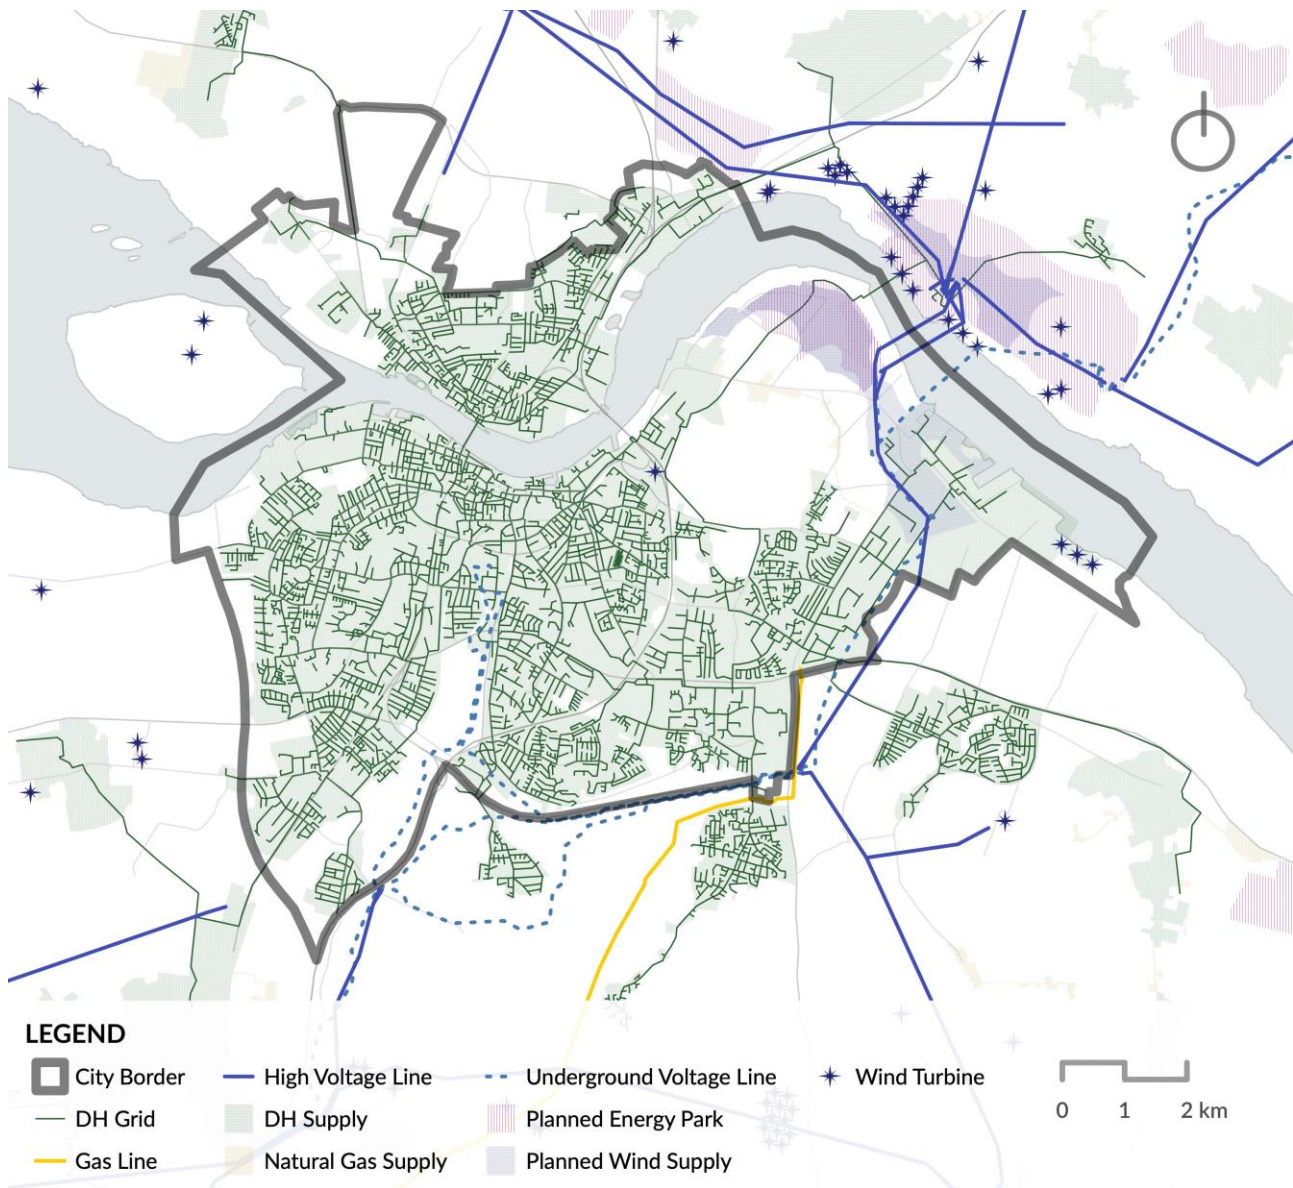 LEGEND
City Border High Voltage Line Underground Voltage Line Wind Turbine
DH Grid DH Supply Planned Energy Park 0 1 2 km
Gas Line Natural Gas Supply Planned Wind Supply